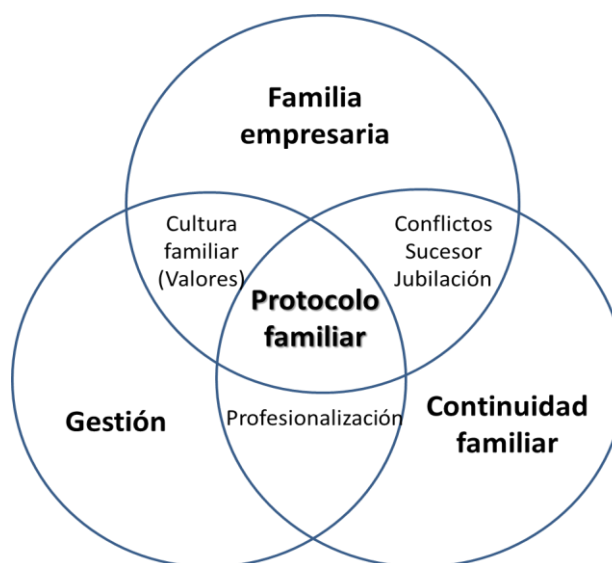 Familia
empresaria
Cultura
familiar
(Valores)
Conflictos
Sucesor
Jubilación
Protocolo
familiar
Gestión
Profesionalización
Continuidad
familiar